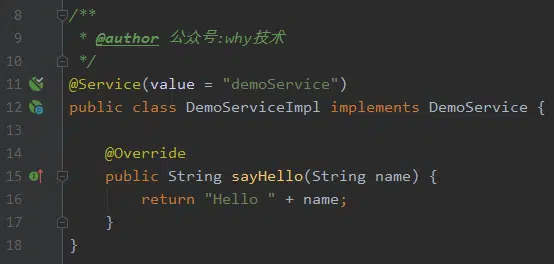 8 /**
9  * @author 公众号:why技术
10  */
11 @Service(value = "demoService")
12 public class DemoServiceImpl implements DemoService {
13
14     @Override
15     public String sayHello(String name) {
16         return "Hello " + name;
17     }
18 }